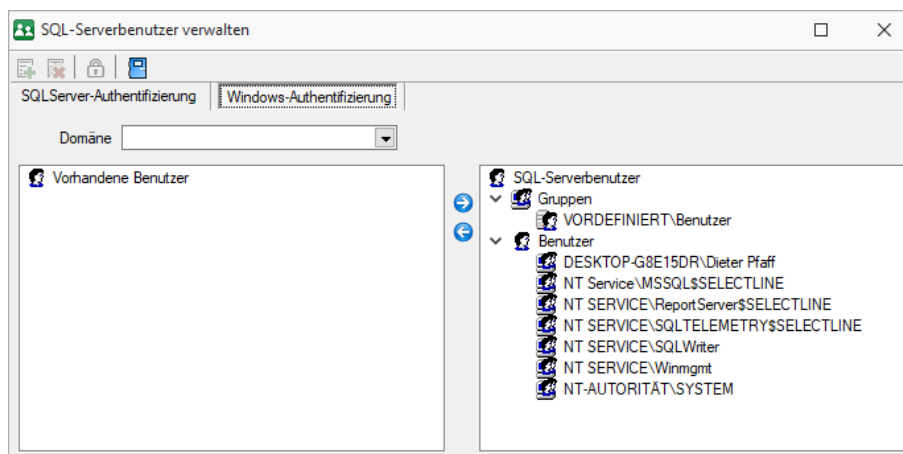 SQL-Serverbenutzer verwalten
SQLServer-Authentifizierung Windows-Authentifizierung
Domäne
Vorhandene Benutzer
SQL-Serverbenutzer
Gruppen
VORDEFINIERT\Benutzer
Benutzer
DESKTOP-G8E15DR\Dieter Pfaff
NT Service\MSSQL$SELECTLINE
NT SERVICE\ReportServer$SELECTLINE
NT SERVICE\SQLTELEMETRY$SELECTLINE
NT SERVICE\SQLWriter
NT SERVICE\Winmgmt
NT-AUTORITÄT\SYSTEM